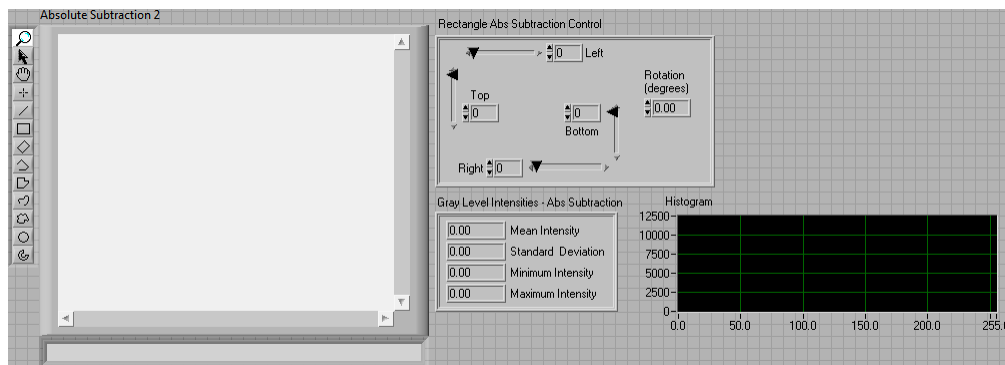 Absolute Subtraction 2
Rectangle Abs Subtraction Control
0 Left
Top
0
0
Bottom
Rotation
(degrees)
0.00
Right 0
Gray Level Intensities - Abs Subtraction
0.00 Mean Intensity
0.00 Standard Deviation
0.00 Minimum Intensity
0.00 Maximum Intensity
Histogram
12500
10000
7500
5000
2500
0
0.0 50.0 100.0 150.0 200.0 255.